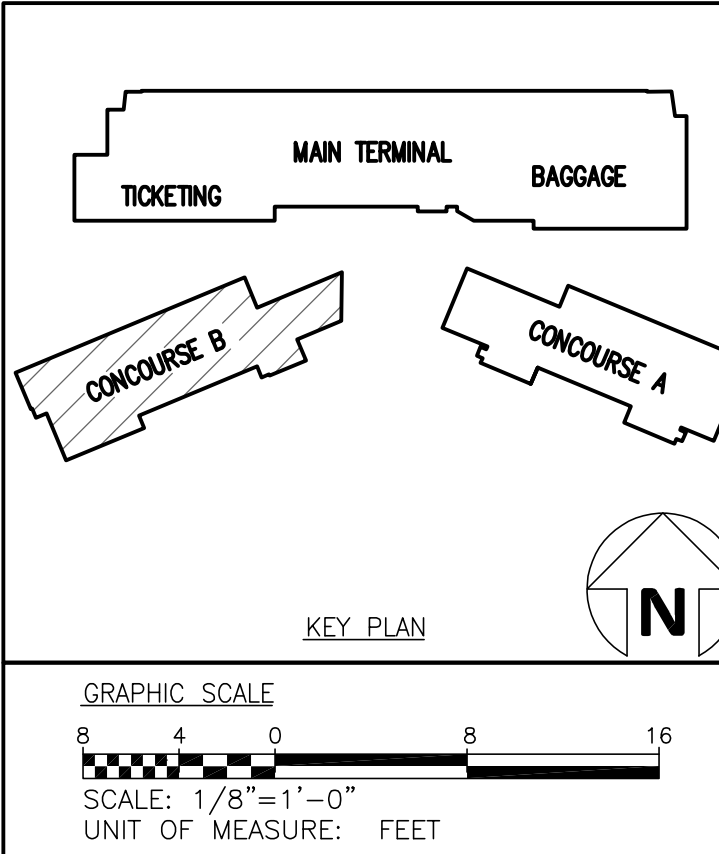 MAIN TERMINAL
BAGGAGE
TICKETING
CONCOURSE B
CONCOURSE A
N
KEY PLAN
GRAPHIC SCALE
8 4 0 8 16
SCALE: 1/8"=1'-0"
UNIT OF MEASURE: FEET